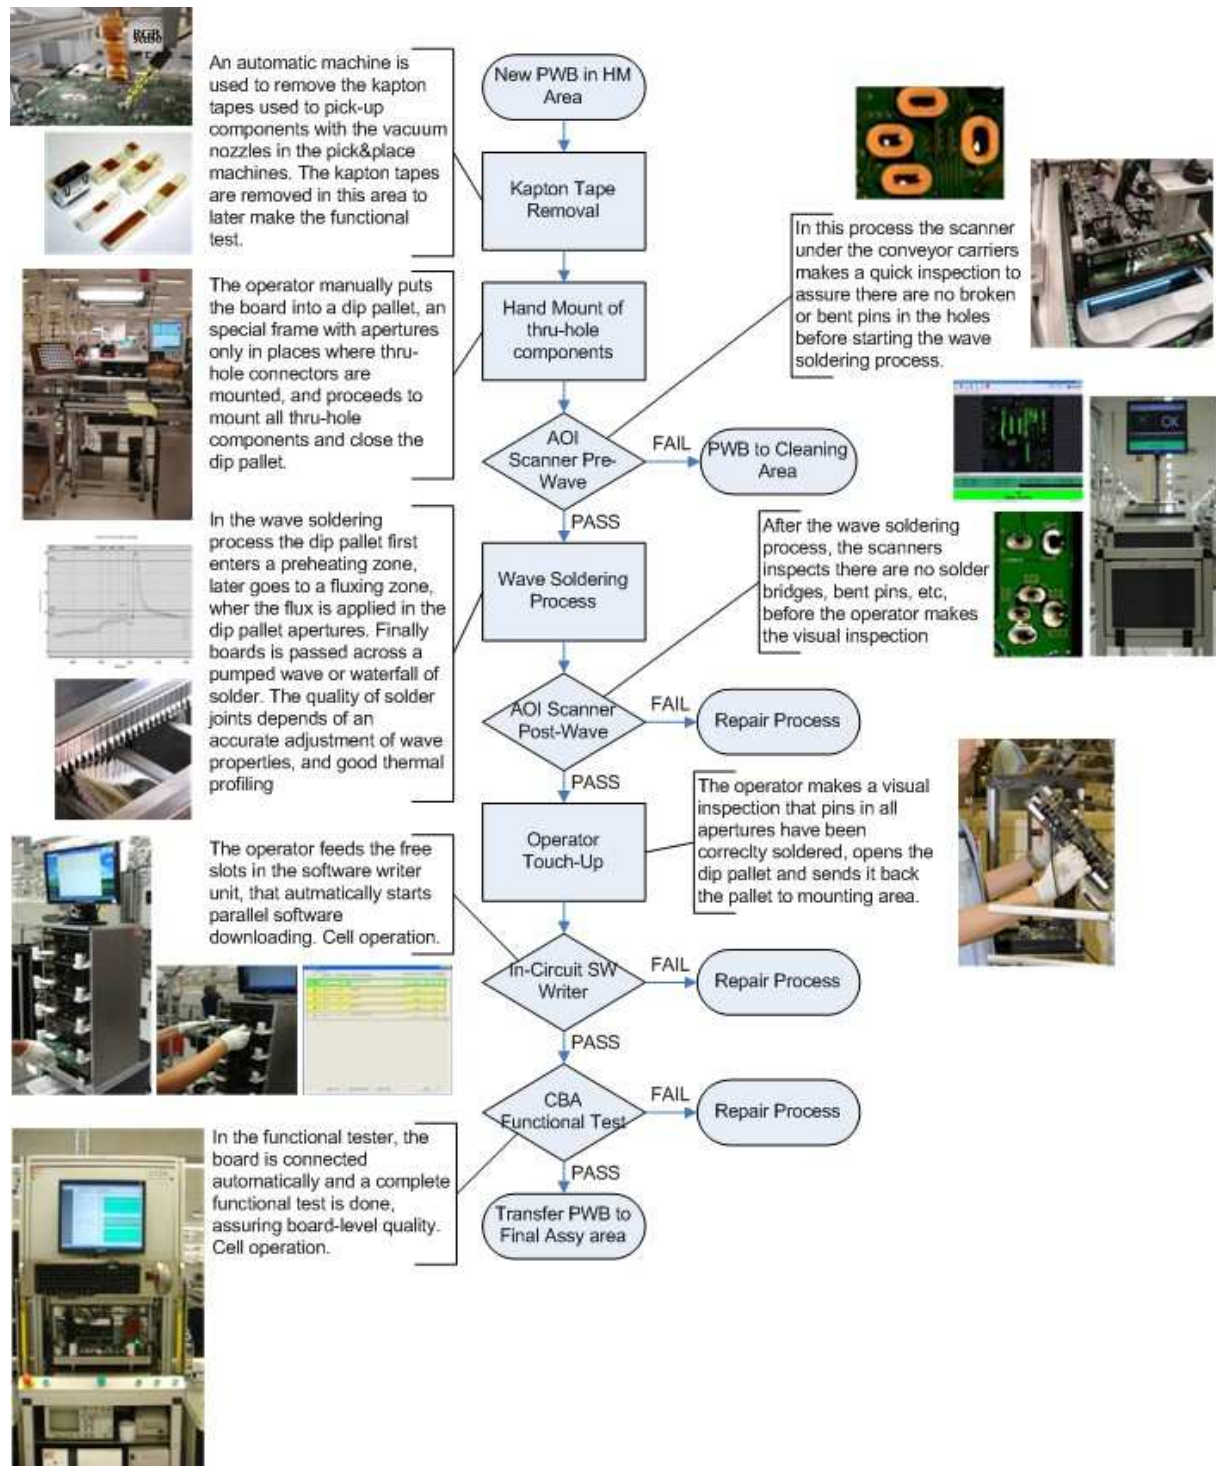 An automatic machine is
used to remove the kapton
tapes used to pick-up
components with the vacuum
nozzles in the pick&place
machines. The kapton tapes
are removed in this area to
later make the functional
test.
New PWB in HM
Area
Kapton Tape
Removal
The operator manually puts
the board into a dip pallet, an
special frame with apertures
only in places where thru-
hole connectors are
mounted, and proceeds to
mount all thru-hole
components and close the
dip pallet.
Hand Mount of
thru-hole
components
In this process the scanner
under the conveyor carriers
makes a quick inspection to
assure there are no broken
or bent pins in the holes
before starting the wave
soldering process.
AOI
Scanner Pre-
Wave
FAIL
PWB to Cleaning
Area
PASS
OK
In the wave soldering
process the dip pallet first
enters a preheating zone,
later goes to a fluxing zone,
wher the flux is applied in the
dip pallet apertures. Finally
boards is passed across a
pumped wave or waterfall of
solder. The quality of solder
joints depends of an
accurate adjustment of wave
properties, and good thermal
profiling
Wave Soldering
Process
After the wave soldering
process, the scanners
inspects there are no solder
bridges, bent pins, etc,
before the operator makes
the visual inspection
AOI Scanner
Post-Wave
FAIL
Repair Process
PASS
Operator
Touch-Up
The operator makes a visual
inspection that pins in all
apertures have been
correclty soldered, opens the
dip pallet and sends it back
the pallet to mounting area.
The operator feeds the free
slots in the software writer
unit, that autmatically starts
parallel software
downloading. Cell operation.
In-Circuit SW
Writer
FAIL
Repair Process
PASS
CBA
Functional Test
FAIL
Repair Process
PASS
In the functional tester, the
board is connected
automatically and a complete
functional test is done,
assuring board-level quality.
Cell operation.
Transfer PWB to
Final Assy area